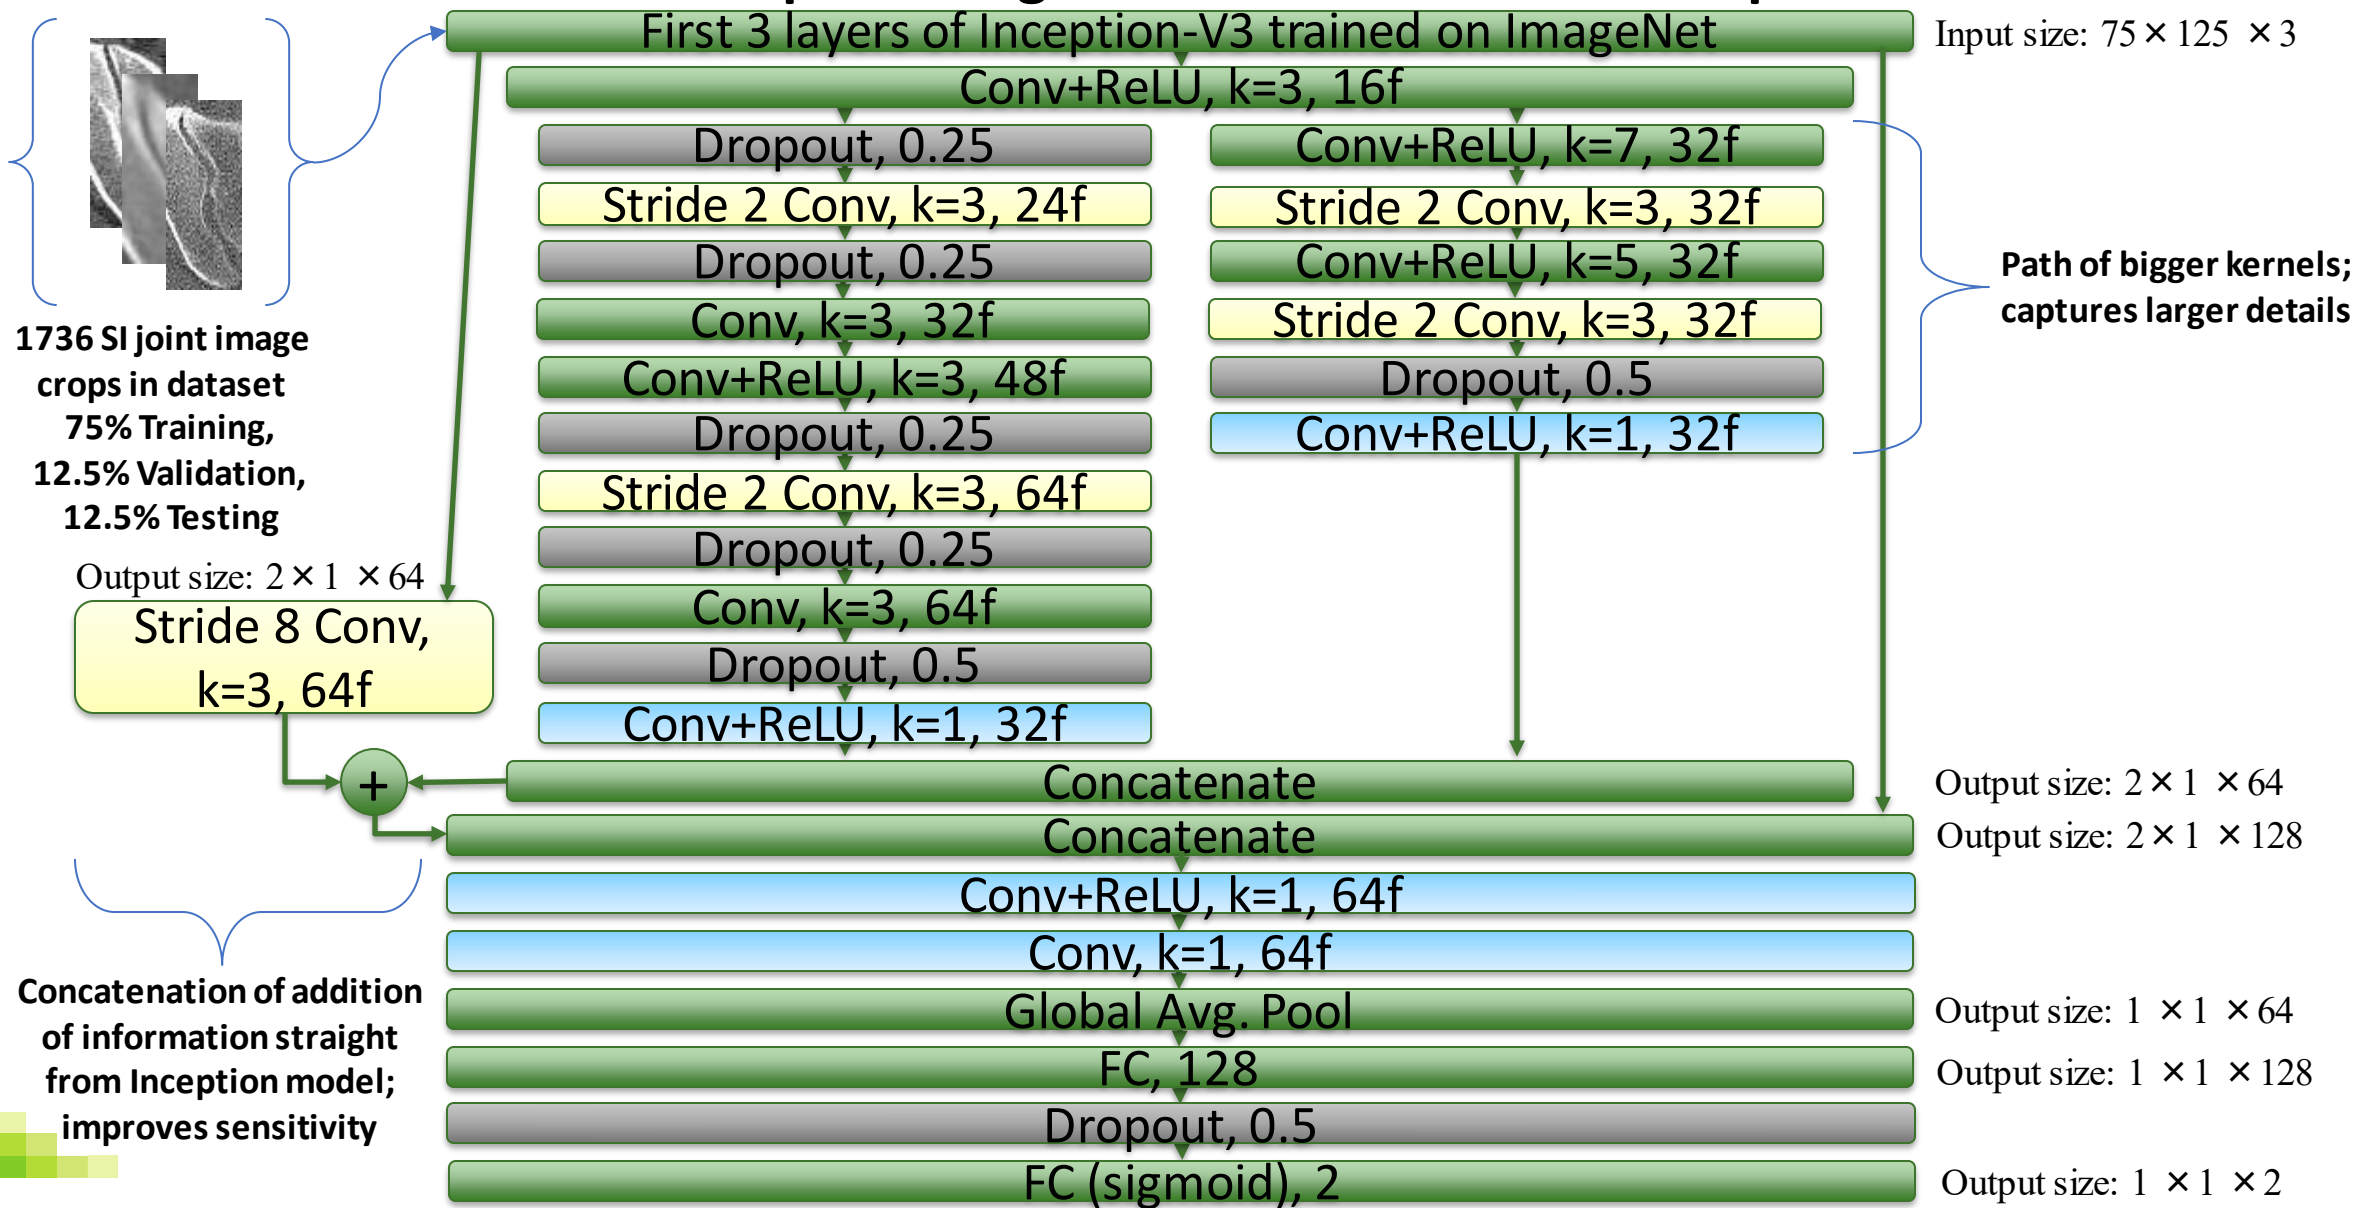 First 3 layers of Inception-V3 trained on ImageNet
Input size: 75 × 125 × 3
Conv+ReLU, k=3, 16f
Dropout, 0.25
Stride 2 Conv, k=3, 24f
Dropout, 0.25
Conv, k=3, 32f
Conv+ReLU, k=3, 48f
Dropout, 0.25
Stride 2 Conv, k=3, 64f
Dropout, 0.25
Conv, k=3, 64f
Dropout, 0.5
Conv+ReLU, k=1, 32f
Conv+ReLU, k=7, 32f
Stride 2 Conv, k=3, 32f
Conv+ReLU, k=5, 32f
Stride 2 Conv, k=3, 32f
Dropout, 0.5
Conv+ReLU, k=1, 32f
Path of bigger kernels;
captures larger details
1736 SI joint image
crops in dataset
75% Training,
12.5% Validation,
12.5% Testing
Output size: 2 × 1 × 64
Stride 8 Conv,
k=3, 64f
+
Concatenate
Output size: 2 × 1 × 64
Concatenate
Output size: 2 × 1 × 128
Conv+ReLU, k=1, 64f
Conv, k=1, 64f
Global Avg. Pool
Output size: 1 × 1 × 64
FC, 128
Output size: 1 × 1 × 128
Dropout, 0.5
FC (sigmoid), 2
Output size: 1 × 1 × 2
Concatenation of addition
of information straight
from Inception model;
improves sensitivity